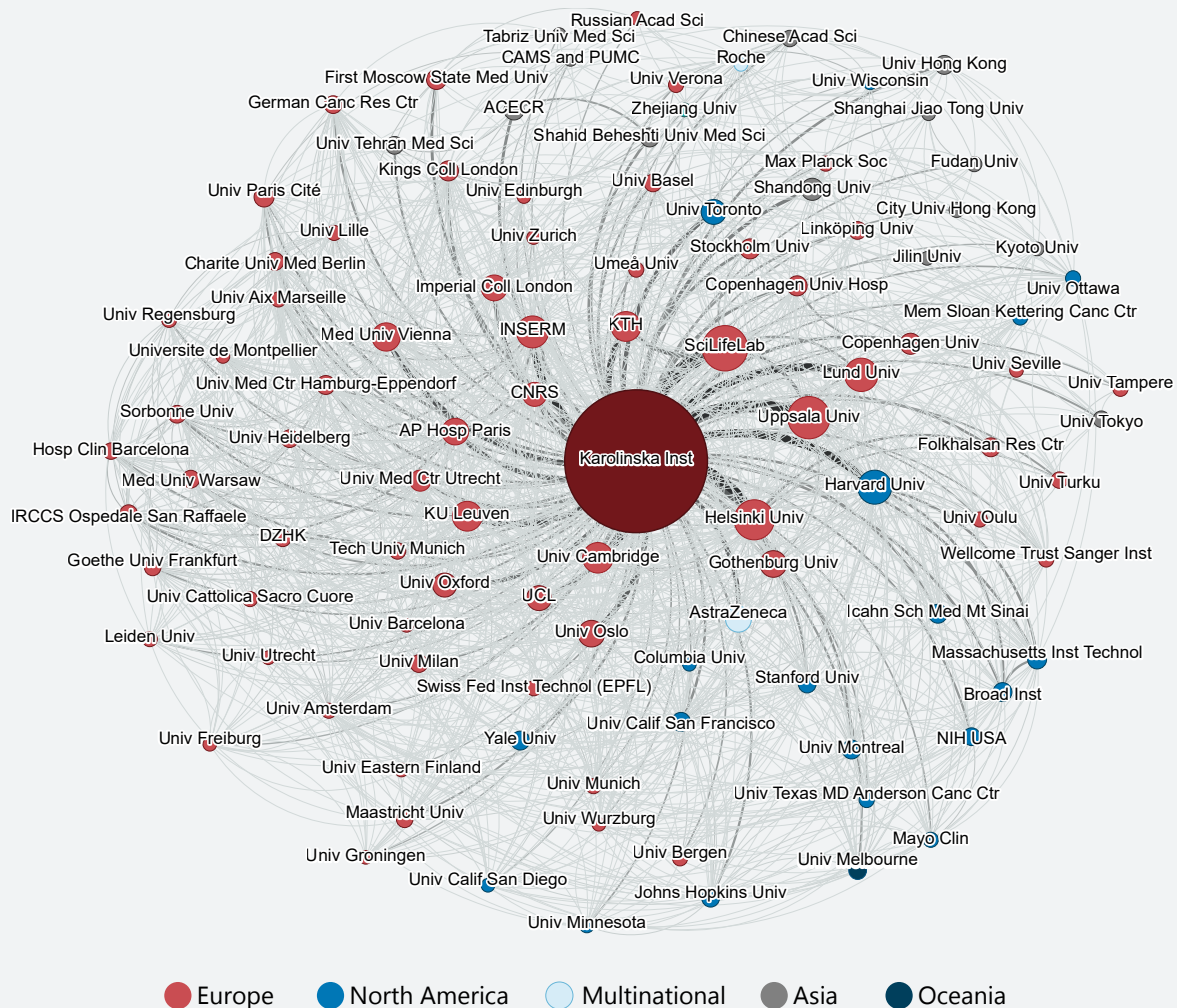 Russian Acad Sci
Tabriz Univ Med Sci
Chinese Acad Sci
CAMS and PUMC
Roche
Univ Hong Kong
First Moscow State Med Univ
Univ Verona
Univ Wisconsin
German Canc Res Ctr
ACECR
Zhejiang Univ
Shanghai Jiao Tong Univ
Shahid Beheshti Univ Med Sci
Univ Tehran Med Sci
Kings Coll London
Max Planck Soc
Fudan Univ
Univ Paris Cité
Univ Edinburgh
Univ Basel
Shandong Univ
Univ Toronto
City Univ Hong Kong
Univ Lille
Univ Zurich
Linköping Univ
Stockholm Univ
Kyoto Univ
Charite Univ Med Berlin
Umeå Univ
Jilin Univ
Imperial Coll London
Copenhagen Univ Hosp
Univ Ottawa
Univ Aix Marseille
Univ Regensburg
Mem Sloan Kettering Canc Ctr
Med Univ Vienna
INSERM
KTH
SciLifeLab
Copenhagen Univ
Universite de Montpellier
Univ Seville
Lund Univ
Univ Med Ctr Hamburg-Eppendorf
CNRS
Univ Tampere
Sorbonne Univ
Uppsala Univ
Univ Tokyo
Univ Heidelberg
AP Hosp Paris
Folkhalsan Res Ctr
Hosp Clin Barcelona
Karolinska Inst
Med Univ Warsaw
Univ Med Ctr Utrecht
Harvard Univ
Univ Turku
IRCCS Ospedale San Raffaele
KU Leuven
Helsinki Univ
Univ Oulu
DZHK
Tech Univ Munich
Univ Cambridge
Gothenburg Univ
Wellcome Trust Sanger Inst
Goethe Univ Frankfurt
Univ Oxford
Univ Cattolica Sacro Cuore
UCL
AstraZeneca
Icahn Sch Med Mt Sinai
Leiden Univ
Univ Barcelona
Univ Oslo
Univ Utrecht
Univ Milan
Columbia Univ
Massachusetts Inst Technol
Swiss Fed Inst Technol (EPFL)
Stanford Univ
Broad Inst
Univ Amsterdam
Univ Calif San Francisco
Univ Freiburg
Yale Univ
Univ Montreal
NIH USA
Univ Eastern Finland
Univ Munich
Univ Texas MD Anderson Canc Ctr
Maastricht Univ
Univ Wurzburg
Mayo Clin
Univ Groningen
Univ Bergen
Univ Melbourne
Univ Calif San Diego
Johns Hopkins Univ
Univ Minnesota
Europe
North America
Multinational
Asia
Oceania